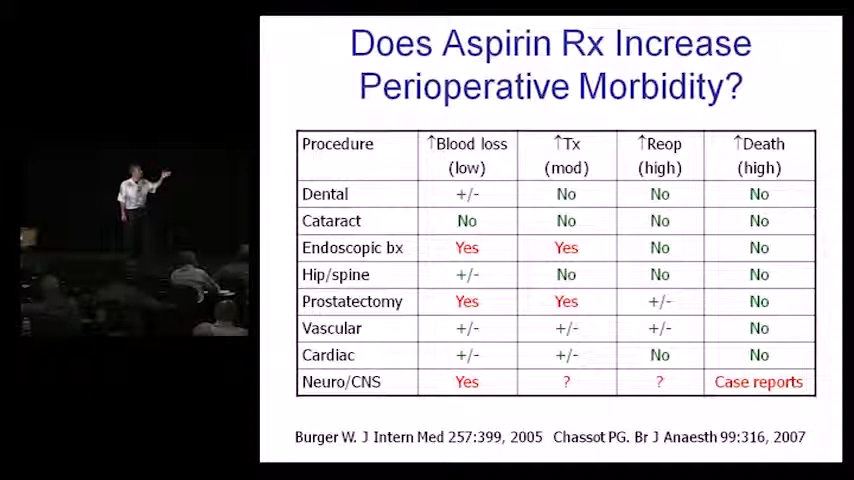 Does Aspirin Rx Increase
Perioperative Morbidity?
Procedure ↑Blood loss (low) ↑Tx (mod) ↑Reop (high) ↑Death (high)
Dental +/- No No No
Cataract No No No No
Endoscopic bx Yes Yes No No
Hip/spine +/- No No No
Prostatectomy Yes Yes +/- No
Vascular +/- +/- +/- No
Cardiac +/- +/- No No
Neuro/CNS Yes ? ? Case reports
Burger W. J Intern Med 257:399, 2005 Chassot PG. Br J Anaesth 99:316, 2007